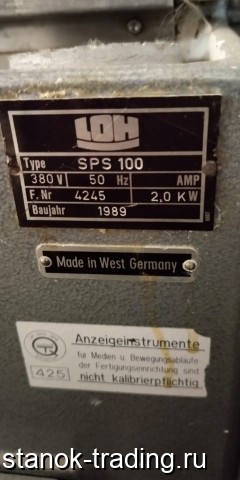 LOH
Type SPS 100
380 V 50 Hz AMP
F. Nr 4245 2,0 KW
Baujahr 1989
Made in West Germany
Anzeigeinstrumente
für Medien u. Bewegungsabläufe
der Fertigungseinrichtung sind
nicht kalibrierpflichtig
425
stanok-trading.ru